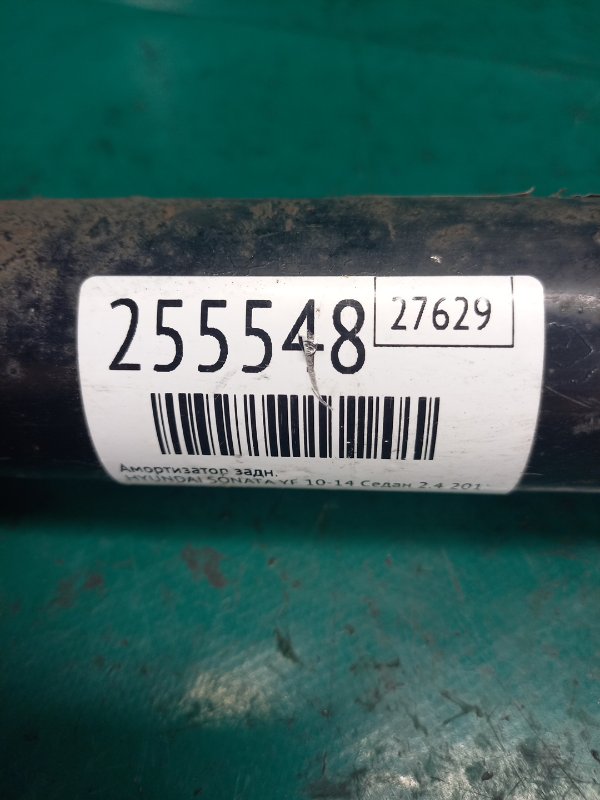 255548
27629
Амортизатор задн.
HYUNDAI SONATA YF 10-14 Седан 2.4